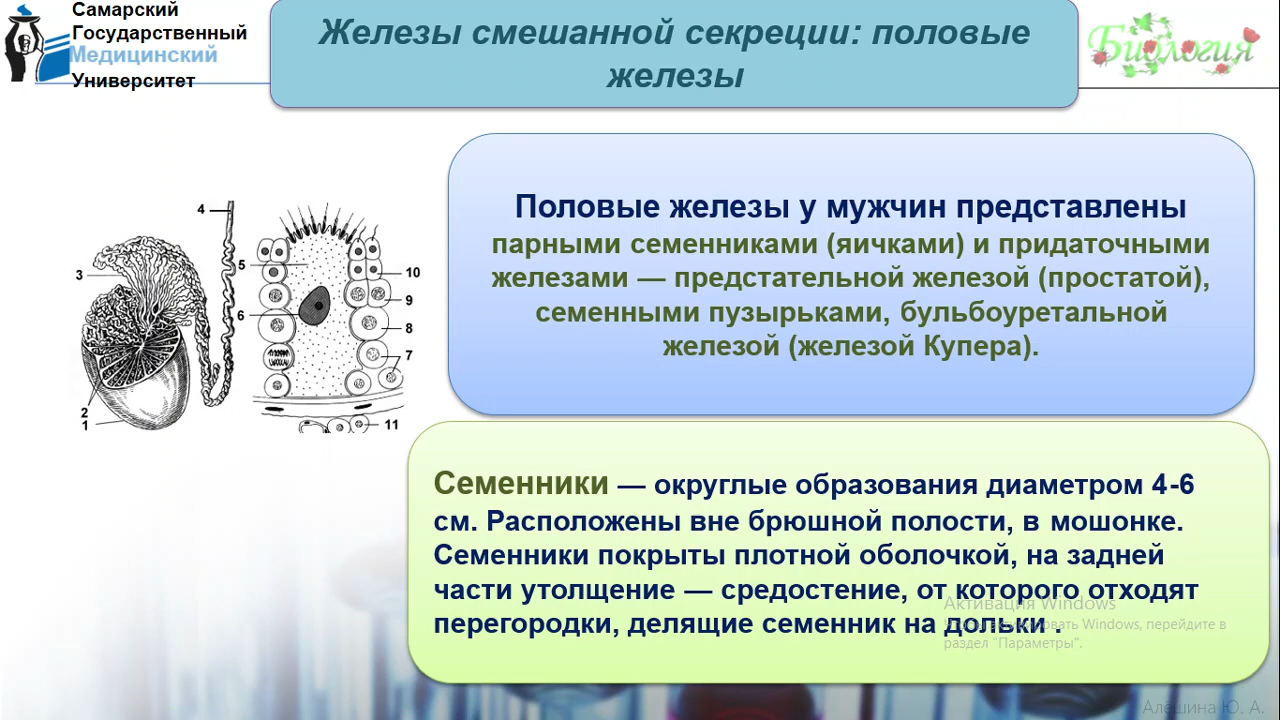 Самарский
Государственный
Медицинский
Университет
Железы смешанной секреции: половые
железы
Биология
4
3
2
1
5
6
10
9
8
7
11
Половые железы у мужчин представлены
парными семенниками (яичками) и придаточными
железами — предстательной железой (простатой),
семенными пузырьками, бульбоуретальной
железой (железой Купера).
Семенники — округлые образования диаметром 4-6
см. Расположены вне брюшной полости, в мошонке.
Семенники покрыты плотной оболочкой, на задней
части утолщение — средостение, от которого отходят
перегородки, делящие семенник на дольки .
Активация Windows
Чтобы активировать Windows, перейдите в
раздел "Параметры".
Алешина Ю. А.